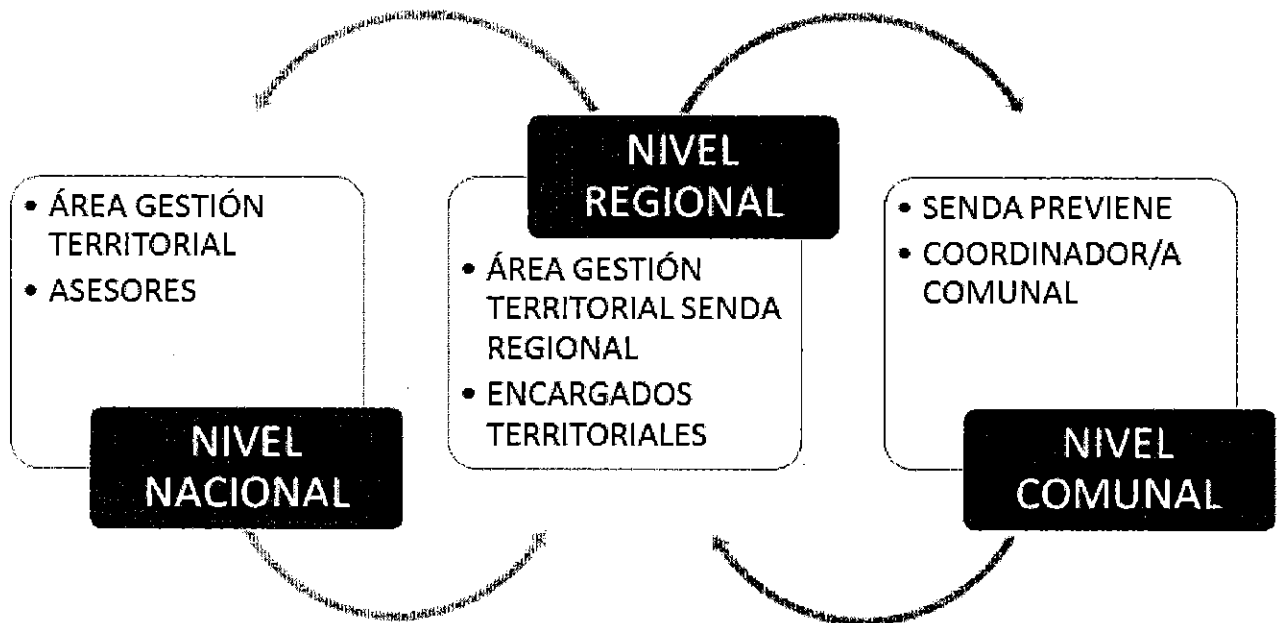 • ÁREA GESTIÓN
TERRITORIAL
• ASESORES
NIVEL
NACIONAL
NIVEL
REGIONAL
• ÁREA GESTIÓN
TERRITORIAL SENDA
REGIONAL
• ENCARGADOS
TERRITORIALES
• SENDA PREVIENE
• COORDINADOR/A
COMUNAL
NIVEL
COMUNAL